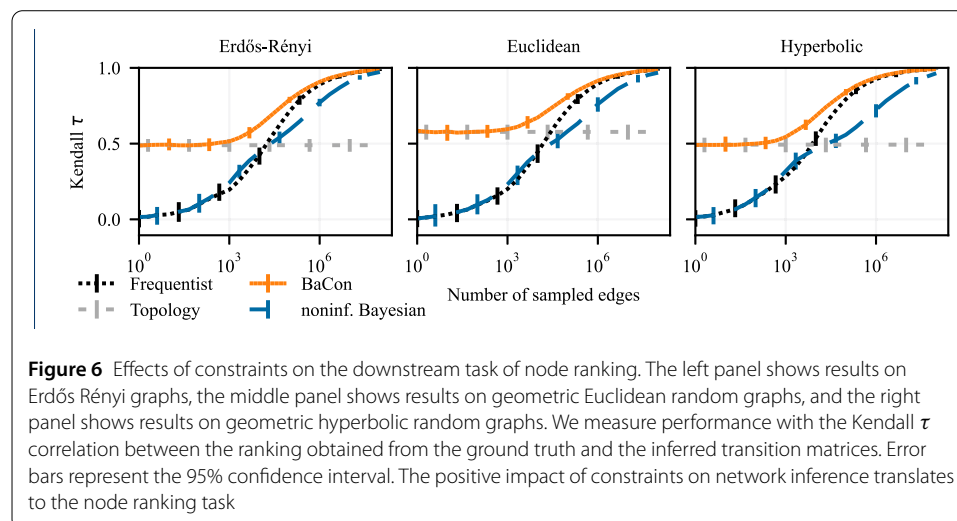 Erdős-Rényi Euclidean Hyperbolic
1.0
0.5
0.0
Kendall τ
10⁰ 10³ 10⁶ 10⁰ 10³ 10⁶ 10⁰ 10³ 10⁶
Frequentist BaCon Number of sampled edges
Topology noninf. Bayesian
Figure 6 Effects of constraints on the downstream task of node ranking. The left panel shows results on
Erdős Rényi graphs, the middle panel shows results on geometric Euclidean random graphs, and the right
panel shows results on geometric hyperbolic random graphs. We measure performance with the Kendall τ
correlation between the ranking obtained from the ground truth and the inferred transition matrices. Error
bars represent the 95% confidence interval. The positive impact of constraints on network inference translates
to the node ranking task